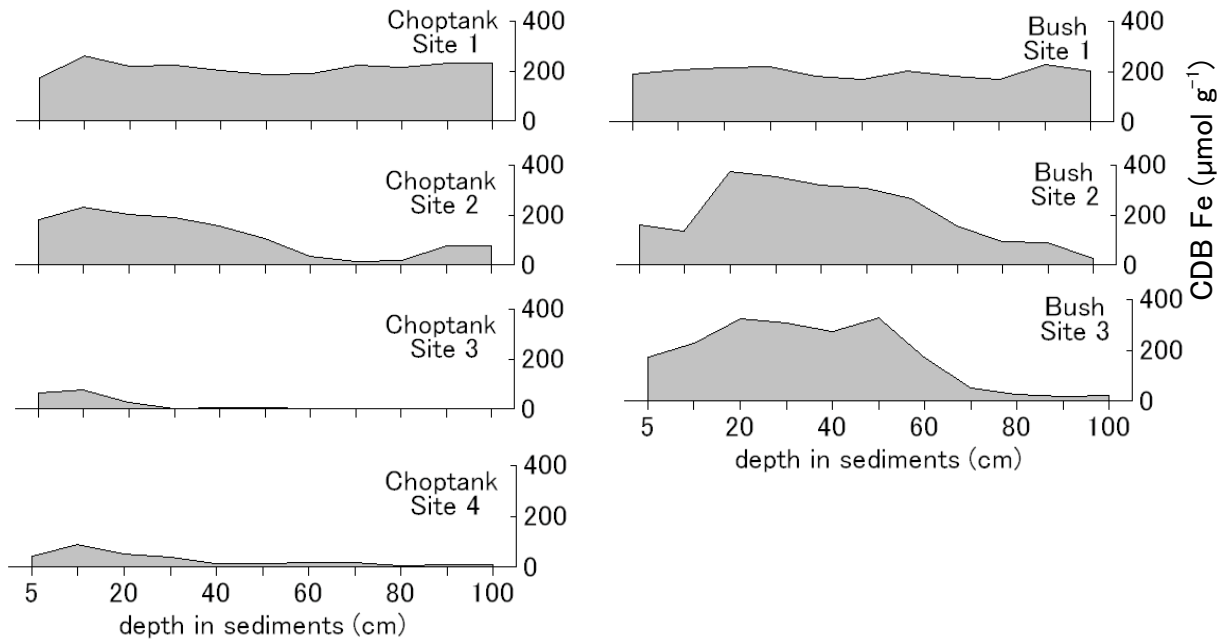 Choptank
Site 1
400
200
0
Choptank
Site 2
400
200
0
Choptank
Site 3
400
200
0
Choptank
Site 4
400
200
0
5 20 40 60 80 100
depth in sediments (cm)
Bush
Site 1
400
200
0
Bush
Site 2
400
200
0
Bush
Site 3
400
200
0
5 20 40 60 80 100
depth in sediments (cm)
CDB Fe (μmol g⁻¹)